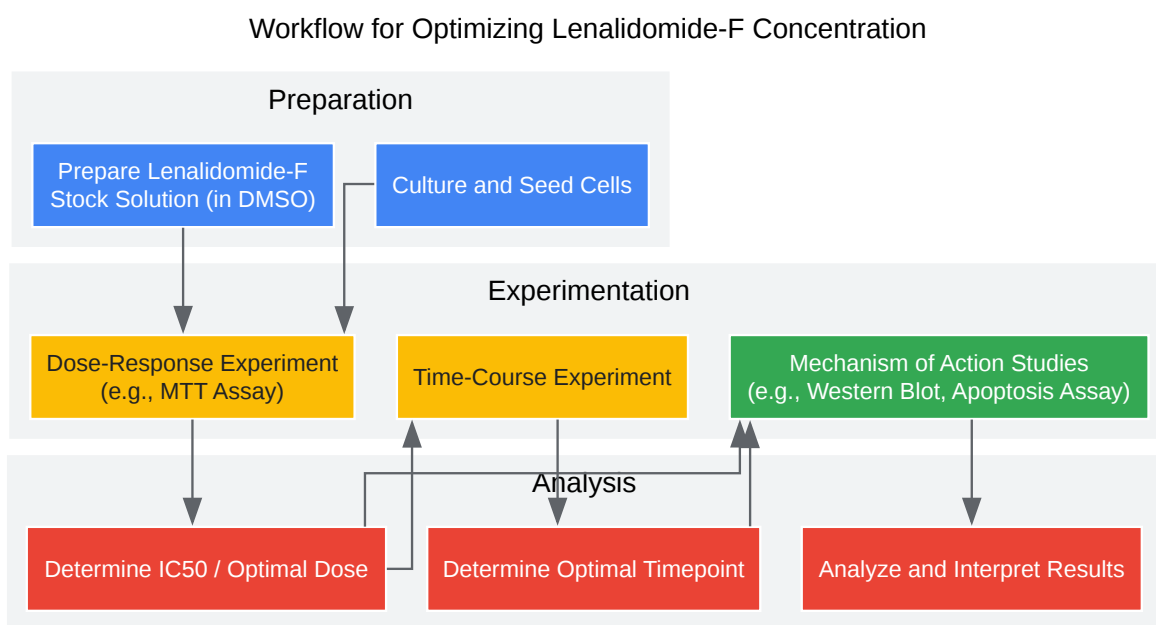 Workflow for Optimizing Lenalidomide-F Concentration
Preparation
Prepare Lenalidomide-F
Stock Solution (in DMSO)
Culture and Seed Cells
Experimentation
Dose-Response Experiment
(e.g., MTT Assay)
Time-Course Experiment
Mechanism of Action Studies
(e.g., Western Blot, Apoptosis Assay)
Analysis
Determine IC50 / Optimal Dose
Determine Optimal Timepoint
Analyze and Interpret Results